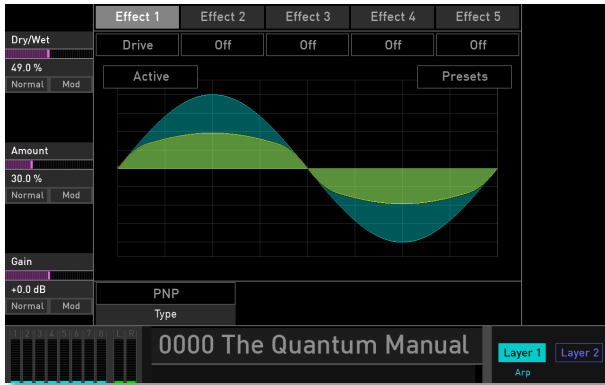 Effect 1 Effect 2 Effect 3 Effect 4 Effect 5
Dry/Wet
Drive Off Off Off Off
49.0 %
Normal Mod
Active Presets
Amount
30.0 %
Normal Mod
Gain
+0.0 dB
Normal Mod
PNP
Type
1 2 3 4 5 6 7 8 L R
0000 The Quantum Manual
Layer 1 Layer 2
Arp